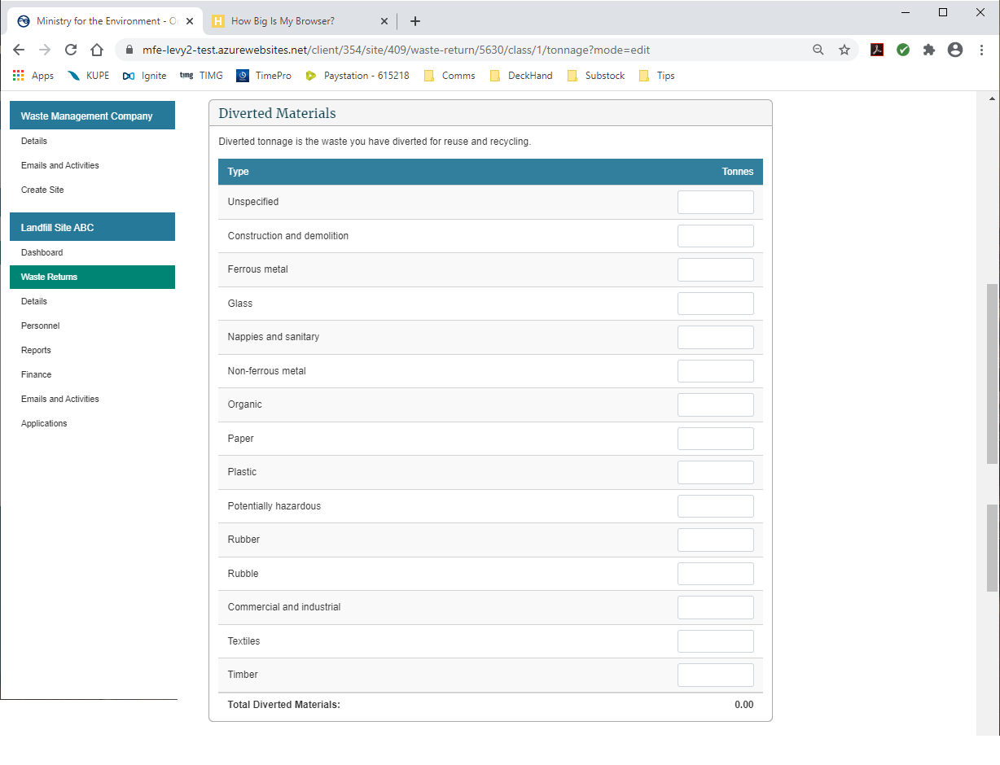 Ministry for the Environment - O
How Big Is My Browser?
mfe-levy2-test.azurewebsites.net/client/354/site/409/waste-return/5630/class/1/tonnage?mode=edit
Apps KUPE Ignite timg TIMG TimePro Paystation - 615218 Comms DeckHand Substock Tips
Waste Management Company
Details
Emails and Activities
Create Site
Landfill Site ABC
Dashboard
Waste Returns
Details
Personnel
Reports
Finance
Emails and Activities
Applications
Diverted Materials
Diverted tonnage is the waste you have diverted for reuse and recycling.
Type Tonnes
Unspecified
Construction and demolition
Ferrous metal
Glass
Nappies and sanitary
Non-ferrous metal
Organic
Paper
Plastic
Potentially hazardous
Rubber
Rubble
Commercial and industrial
Textiles
Timber
Total Diverted Materials: 0.00